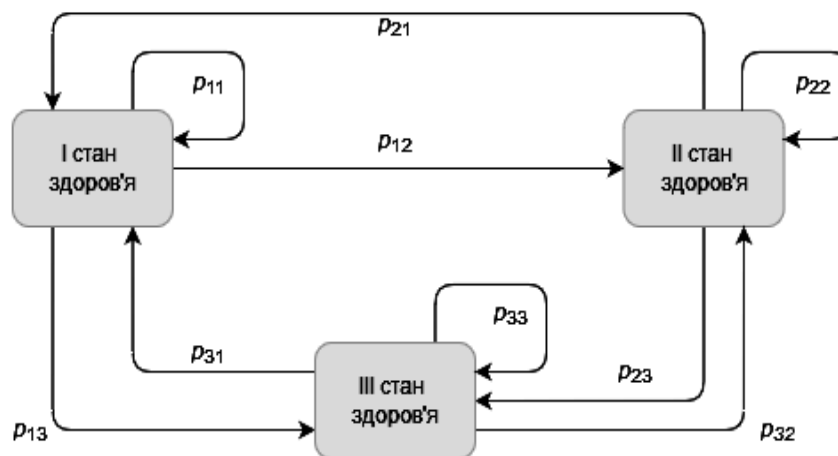 p21
p11
p22
p12
I стан
здоров'я
II стан
здоров'я
p33
p31
p23
III стан
здоров'я
p13
p32